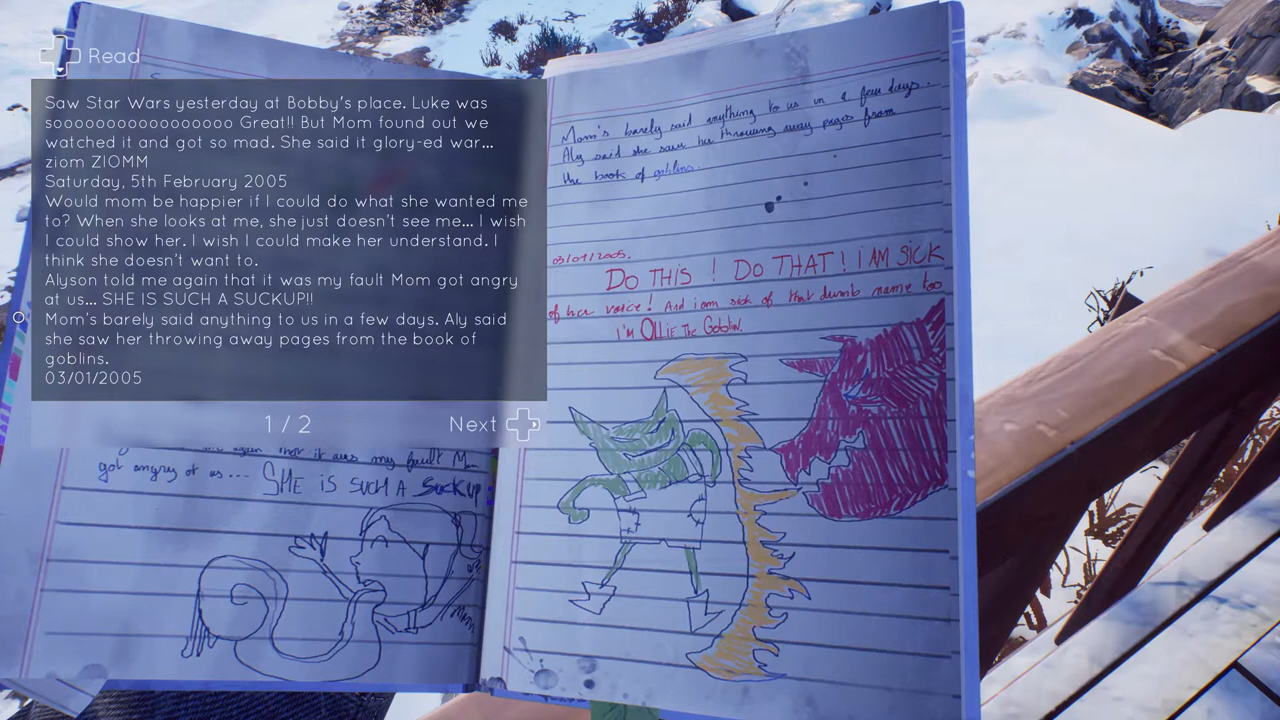 Read
Saw Star Wars yesterday at Bobby's place. Luke was
soooooooooooooooo Great!! But Mom found out we
watched it and got so mad. She said it glory-ed war...
ziom ZIOMM
Saturday, 5th February 2005
Would mom be happier if I could do what she wanted me
to? When she looks at me, she just doesn't see me... I wish
I could show her. I wish I could make her understand. I
think she doesn't want to.
Alyson told me again that it was my fault Mom got angry
at us... SHE IS SUCH A SUCKUP!!
Mom's barely said anything to us in a few days. Aly said
she saw her throwing away pages from the book of
goblins.
03/01/2005
1 / 2
Next
again that it was my fault Mom
got angry at us... SHE IS SUCH A SUCKUP
Mom's barely said anything to us in a few days..
Aly said she saw her throwing away pages from
the book of goblins.
03/01/2005.
DO THIS ! DO THAT ! i AM SICK
of her voice ! And i am sick of that dumb name too
I'M OLLiE The GoBLiN.